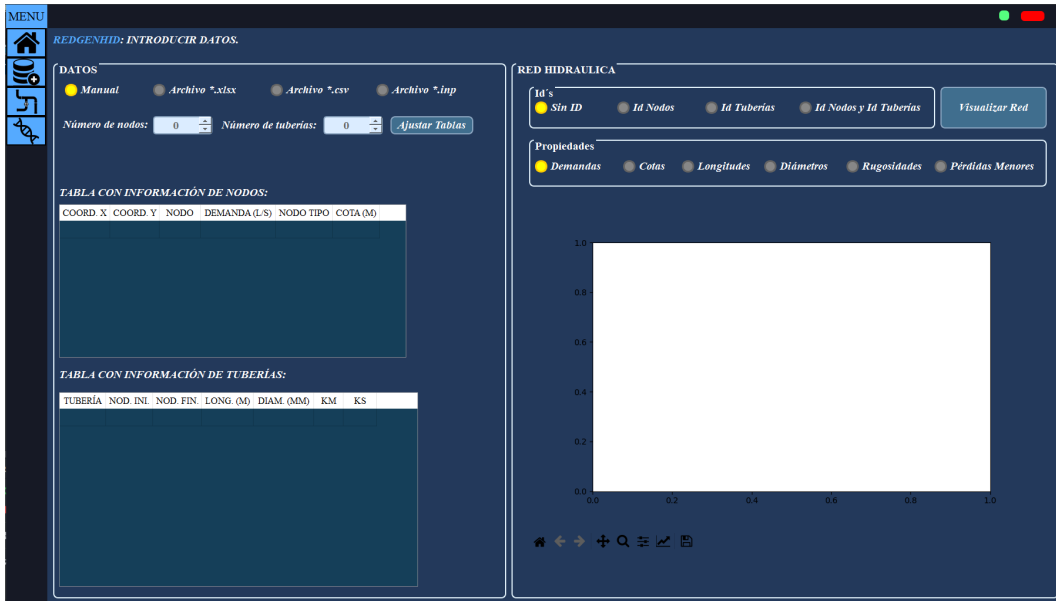 MENU
REDGENHID: INTRODUCIR DATOS.
DATOS
Manual Archivo *.xlsx Archivo *.csv Archivo *.inp
Número de nodos: 0 Número de tuberías: 0 Ajustar Tablas
TABLA CON INFORMACIÓN DE NODOS:
COORD. X COORD. Y NODO DEMANDA (L/S) NODO TIPO COTA (M)
TABLA CON INFORMACIÓN DE TUBERÍAS:
TUBERÍA NOD. INI. NOD. FIN. LONG. (M) DIAM. (MM) KM KS
RED HIDRAULICA
Id´s
Sin ID Id Nodos Id Tuberías Id Nodos y Id Tuberías Visualizar Red
Propiedades
Demandas Cotas Longitudes Diámetros Rugosidades Pérdidas Menores
1.0
0.8
0.6
0.4
0.2
0.0
0.0 0.2 0.4 0.6 0.8 1.0